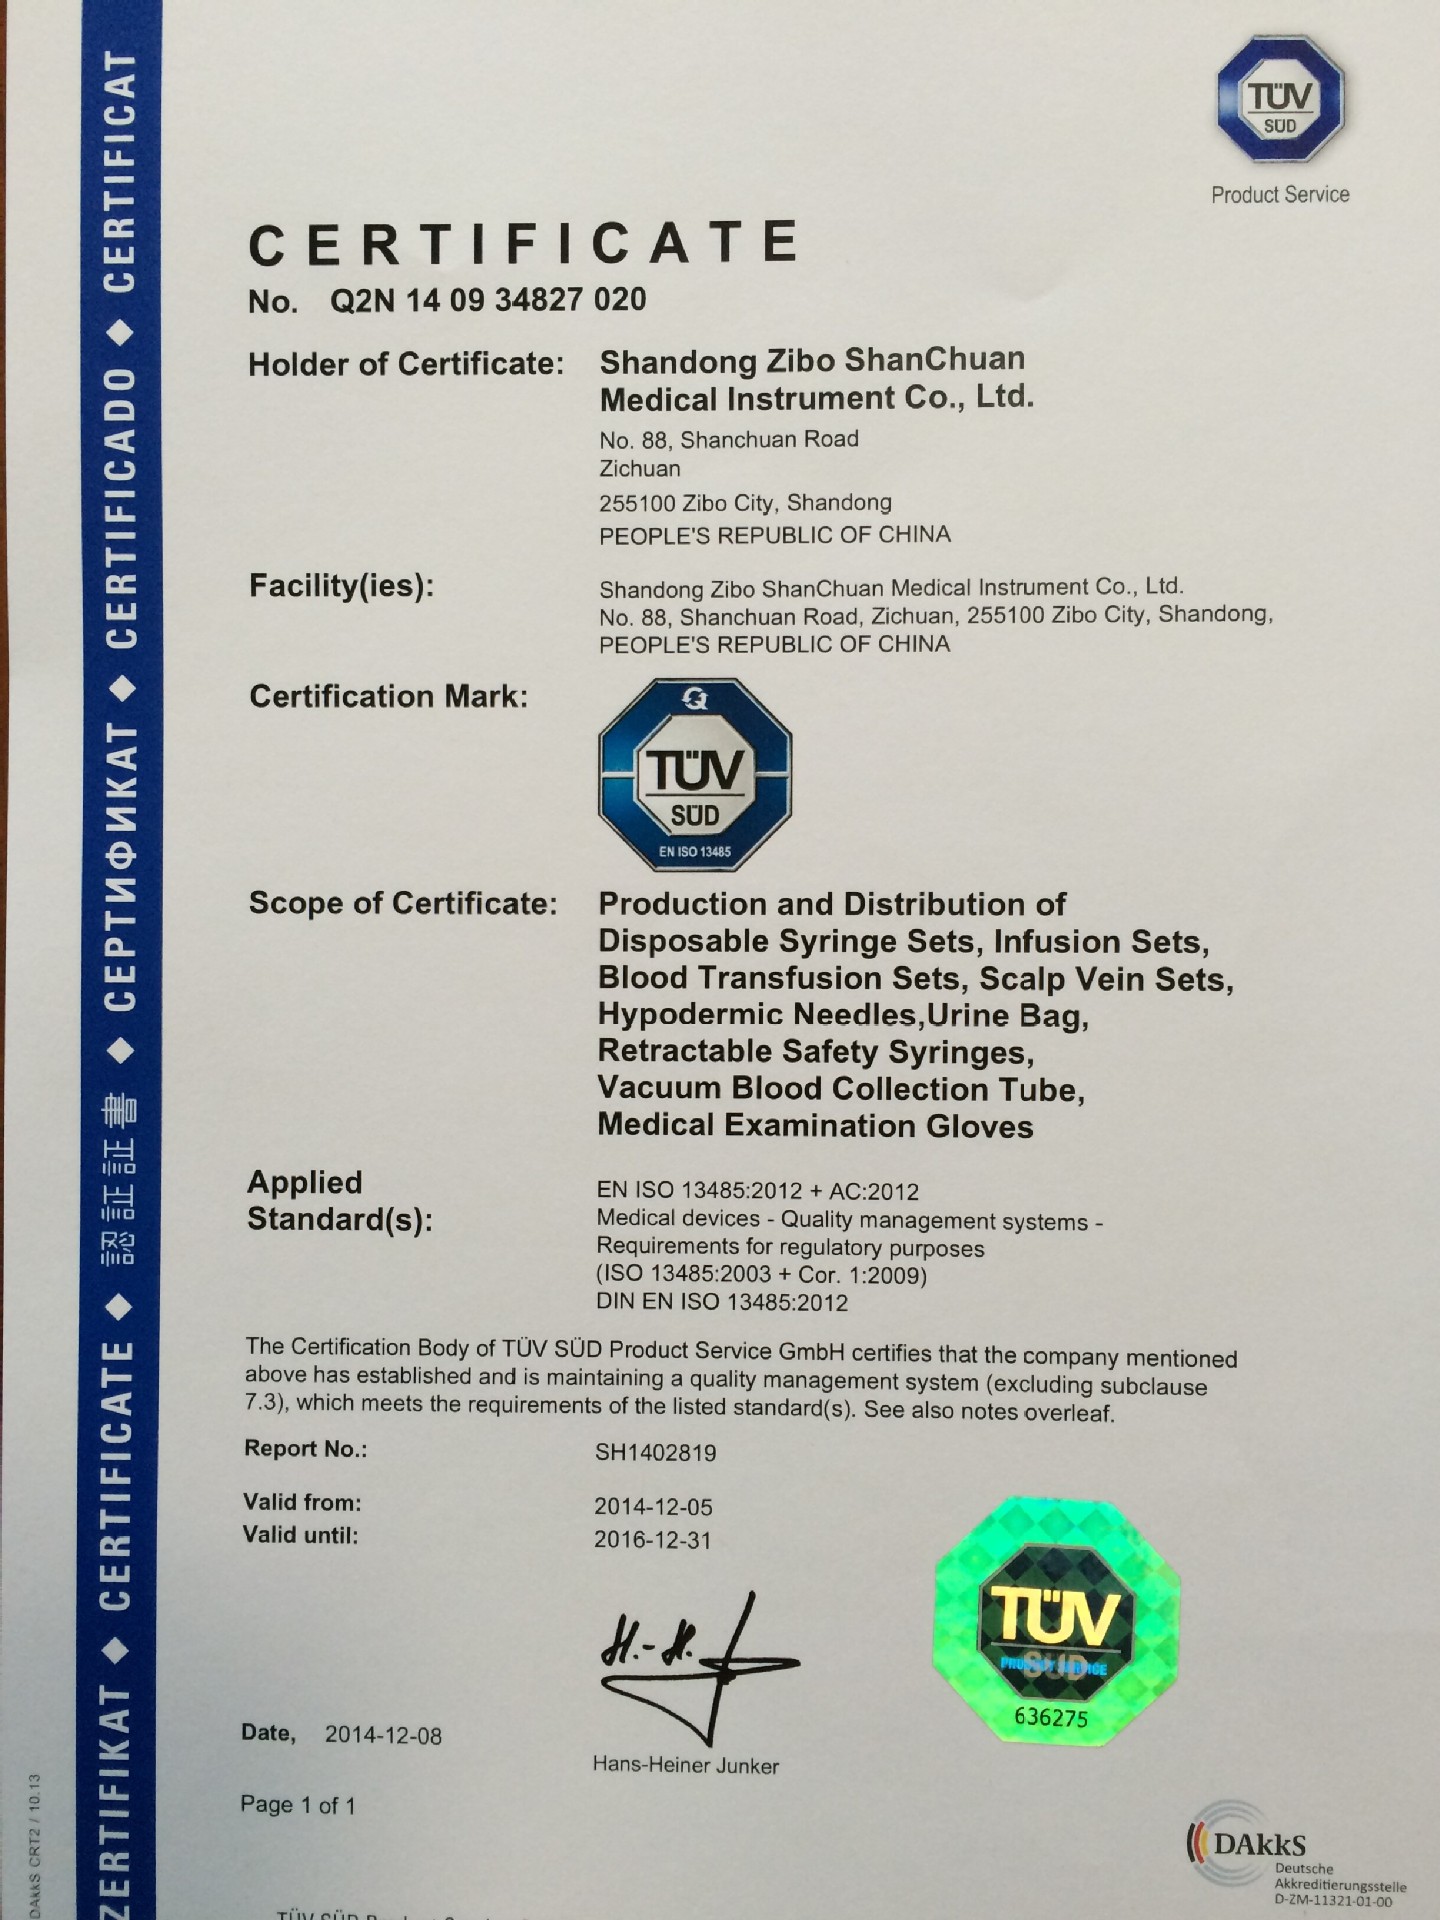 TÜV
SÜD
Product Service
CERTIFICATE
No. Q2N 14 09 34827 020
Holder of Certificate: Shandong Zibo ShanChuan
Medical Instrument Co., Ltd.
No. 88, Shanchuan Road
Zichuan
255100 Zibo City, Shandong
PEOPLE'S REPUBLIC OF CHINA
Facility(ies): Shandong Zibo ShanChuan Medical Instrument Co., Ltd.
No. 88, Shanchuan Road, Zichuan, 255100 Zibo City, Shandong,
PEOPLE'S REPUBLIC OF CHINA
Certification Mark:
TÜV
SÜD
EN ISO 13485
Scope of Certificate: Production and Distribution of
Disposable Syringe Sets, Infusion Sets,
Blood Transfusion Sets, Scalp Vein Sets,
Hypodermic Needles,Urine Bag,
Retractable Safety Syringes,
Vacuum Blood Collection Tube,
Medical Examination Gloves
Applied
Standard(s):
EN ISO 13485:2012 + AC:2012
Medical devices - Quality management systems -
Requirements for regulatory purposes
(ISO 13485:2003 + Cor. 1:2009)
DIN EN ISO 13485:2012
The Certification Body of TÜV SÜD Product Service GmbH certifies that the company mentioned
above has established and is maintaining a quality management system (excluding subclause
7.3), which meets the requirements of the listed standard(s). See also notes overleaf.
Report No.: SH1402819
Valid from: 2014-12-05
Valid until: 2016-12-31
H.-H.
TÜV
SÜD
PRODUCT SERVICE
636275
Date, 2014-12-08
Hans-Heiner Junker
Page 1 of 1
DAkkS
Deutsche
Akkreditierungsstelle
D-ZM-11321-01-00
TÜV SÜD
ZERTIFIKAT ◆ CERTIFICATE ◆ 認証証書 ◆ СЕРТИФИКАТ ◆ CERTIFICADO ◆ CERTIFICAT
DAkkS CRT2 / 10.13